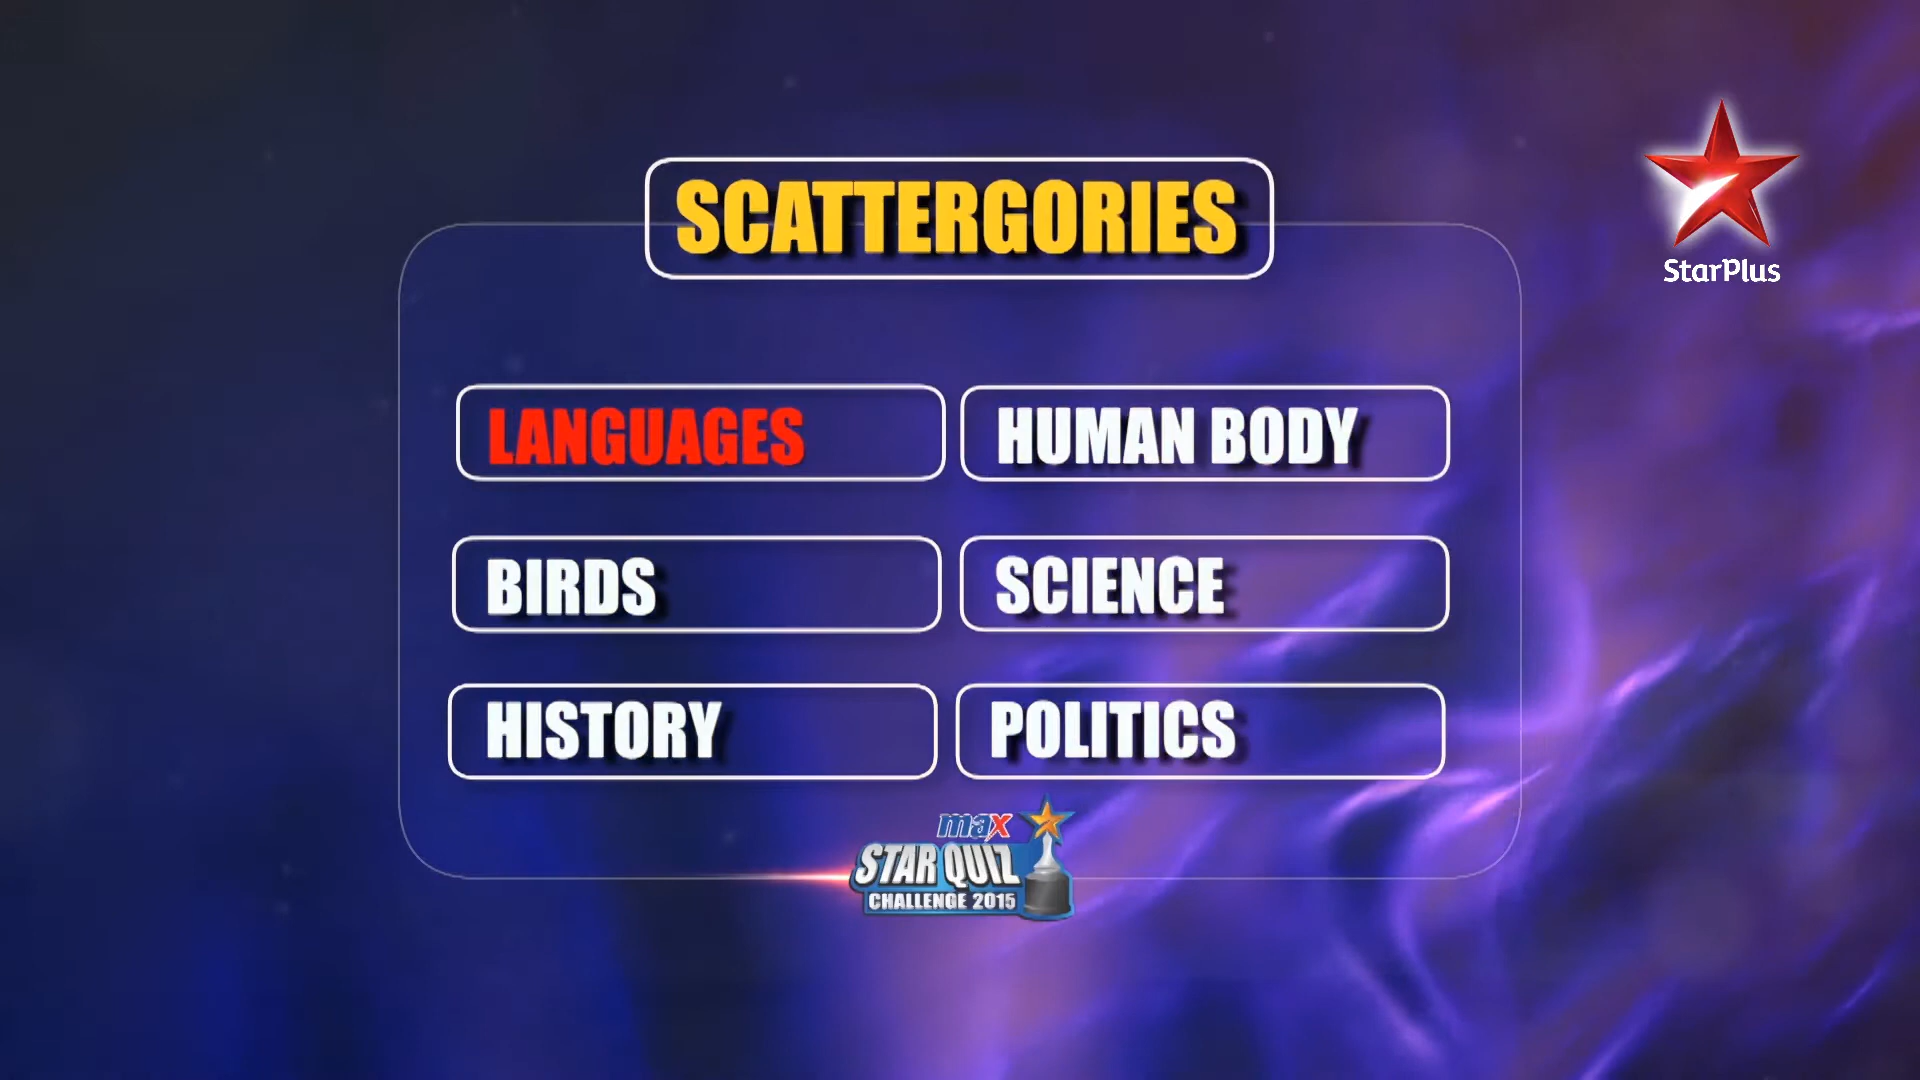 SCATTERGORIES
StarPlus
LANGUAGES
HUMAN BODY
BIRDS
SCIENCE
HISTORY
POLITICS
max
STAR QUIZ
CHALLENGE 2015